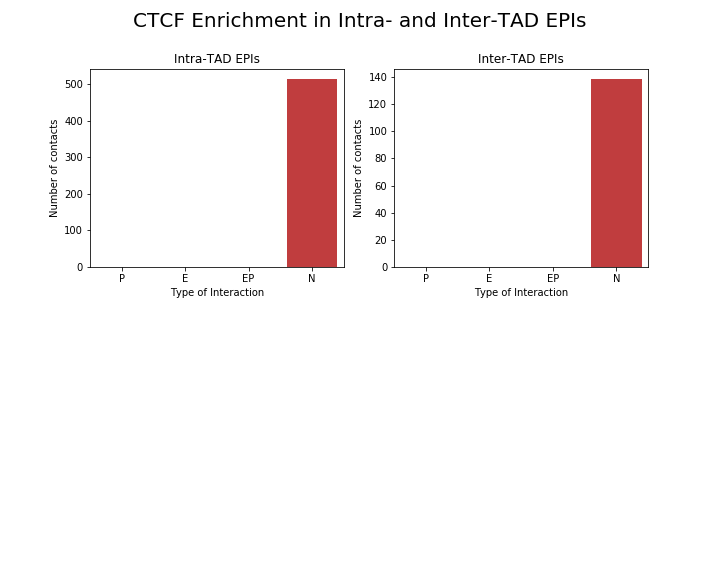 CTCF Enrichment in Intra- and Inter-TAD EPIs
Intra-TAD EPIs
Number of contacts
500
400
300
200
100
0
P E EP N
Type of Interaction
Inter-TAD EPIs
Number of contacts
140
120
100
80
60
40
20
0
P E EP N
Type of Interaction